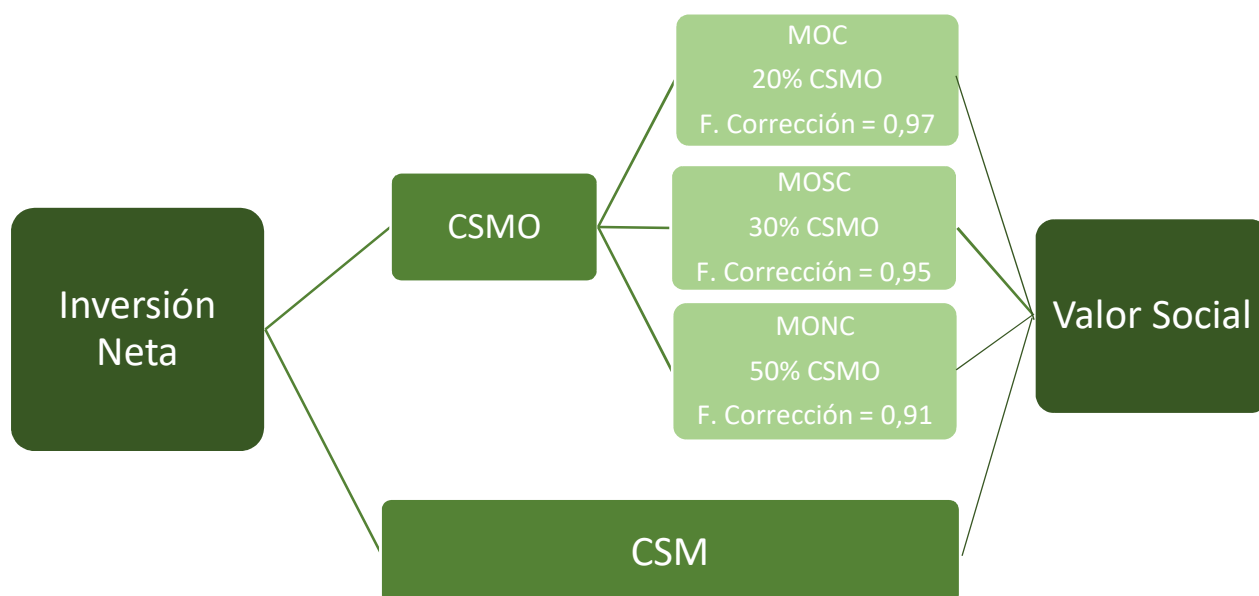 Inversión
Neta
CSMO
MOC
20% CSMO
F. Corrección = 0,97
MOSC
30% CSMO
F. Corrección = 0,95
MONC
50% CSMO
F. Corrección = 0,91
CSM
Valor Social